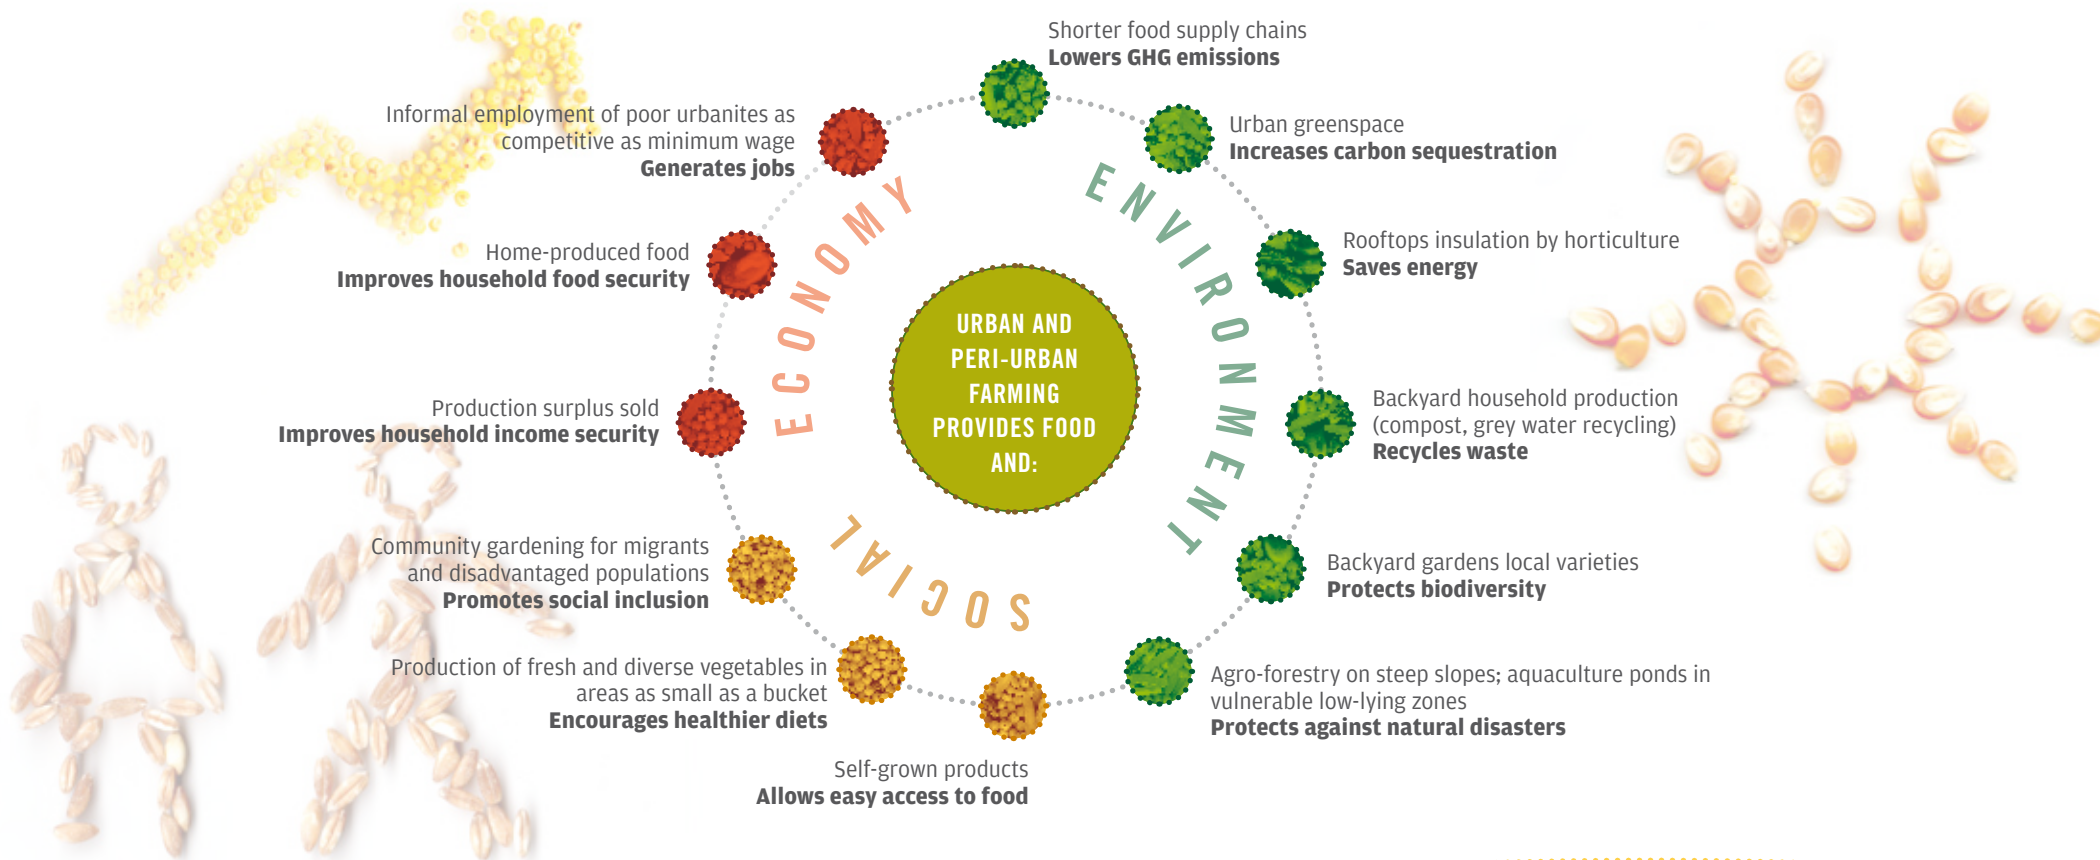 Shorter food supply chains
Lowers GHG emissions
Urban greenspace
Increases carbon sequestration
Rooftops insulation by horticulture
Saves energy
Backyard household production
(compost, grey water recycling)
Recycles waste
Backyard gardens local varieties
Protects biodiversity
Agro-forestry on steep slopes; aquaculture ponds in
vulnerable low-lying zones
Protects against natural disasters
Self-grown products
Allows easy access to food
Production of fresh and diverse vegetables in
areas as small as a bucket
Encourages healthier diets
Community gardening for migrants
and disadvantaged populations
Promotes social inclusion
Production surplus sold
Improves household income security
Home-produced food
Improves household food security
Informal employment of poor urbanites as
competitive as minimum wage
Generates jobs
ECONOMY
ENVIRONMENT
SOCIAL
URBAN AND
PERI-URBAN
FARMING
PROVIDES FOOD
AND: